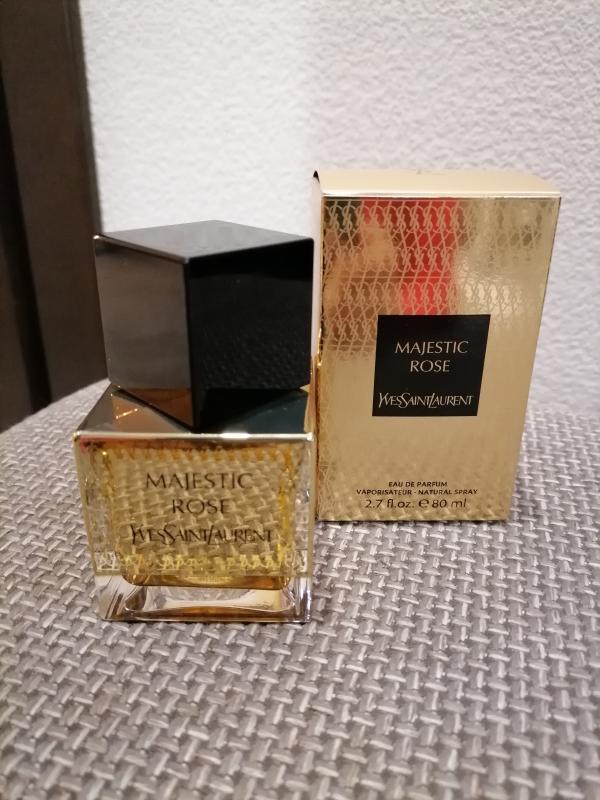 MAJESTIC
ROSE
YVESSAINTLAURENT
EAU DE PARFUM
VAPORISATEUR - NATURAL SPRAY
2.7 fl.oz. ℮ 80 ml
MAJESTIC
ROSE
YVESSAINTLAURENT